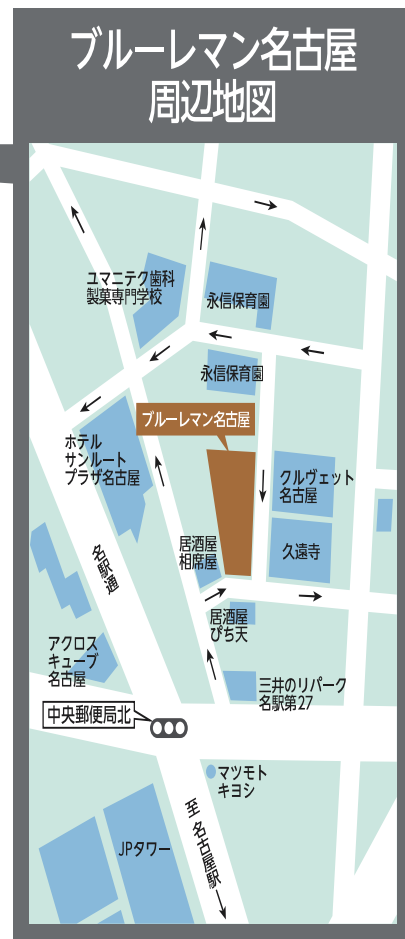 ブルーレマン名古屋
周辺地図
ユマニテク歯科
製菓専門学校
永信保育園
永信保育園
ブルーレマン名古屋
ホテル
サンルート
プラザ名古屋
クルヴェット
名古屋
久遠寺
居酒屋
相席屋
名駅通
居酒屋
ぴち天
アクロス
キューブ
名古屋
三井のリパーク
名駅第27
中央郵便局北
マツモト
キヨシ
至 名古屋駅
JPタワー